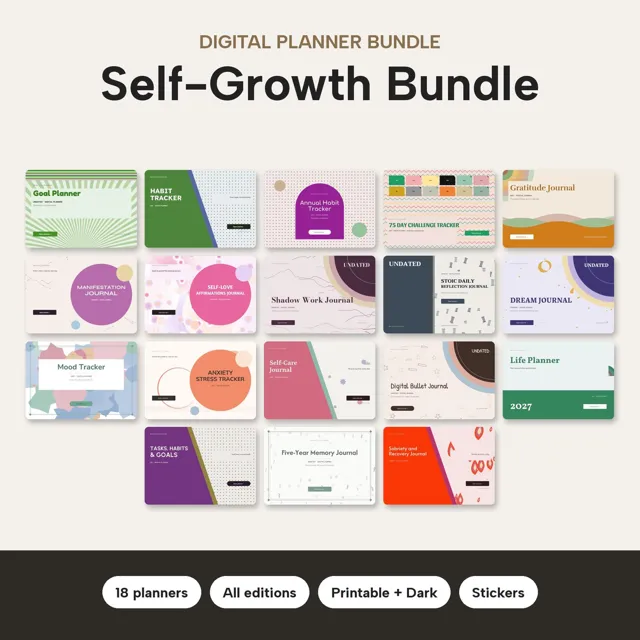 DIGITAL PLANNER BUNDLE
Self-Growth Bundle
Goal Planner
HABIT
TRACKER
Annual Habit
Tracker
75 DAY CHALLENGE TRACKER
Gratitude Journal
MANIFESTATION
JOURNAL
SELF-LOVE
AFFIRMATIONS JOURNAL
UNDATED
Shadow Work Journal
UNDATED
STOIC DAILY
REFLECTION JOURNAL
UNDATED
DREAM JOURNAL
Mood Tracker
ANXIETY
STRESS TRACKER
Self-Care
Journal
UNDATED
Digital Bullet Journal
Life Planner
2027
TASKS, HABITS
& GOALS
Five-Year Memory Journal
Sobriety and
Recovery Journal
18 planners
All editions
Printable + Dark
Stickers